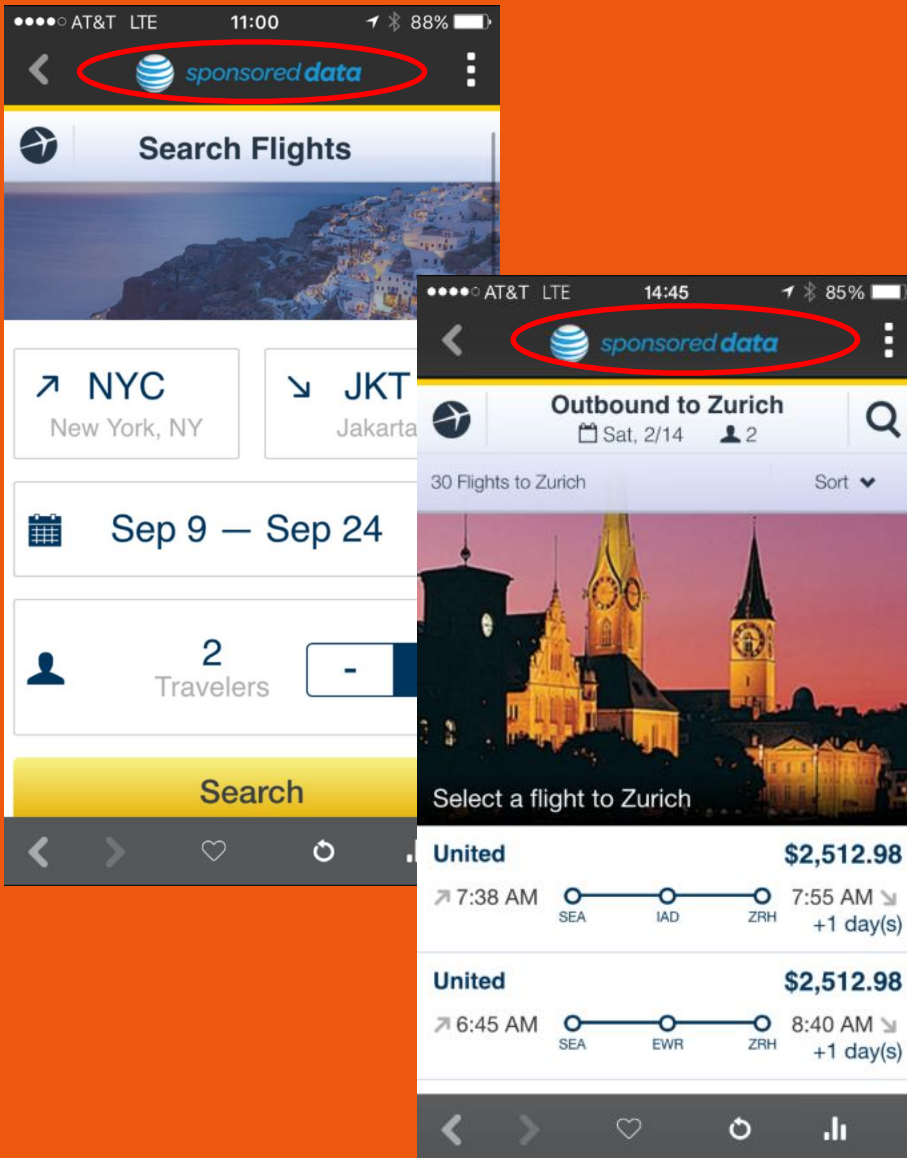 AT&T LTE 11:00 88%
sponsored data
Search Flights
NYC
New York, NY
JKT
Jakarta
Sep 9 — Sep 24
2
Travelers
-
Search
AT&T LTE 14:45 85%
sponsored data
Outbound to Zurich
Sat, 2/14 2
30 Flights to Zurich Sort
Select a flight to Zurich
United $2,512.98
7:38 AM SEA IAD ZRH 7:55 AM
+1 day(s)
United $2,512.98
6:45 AM SEA EWR ZRH 8:40 AM
+1 day(s)